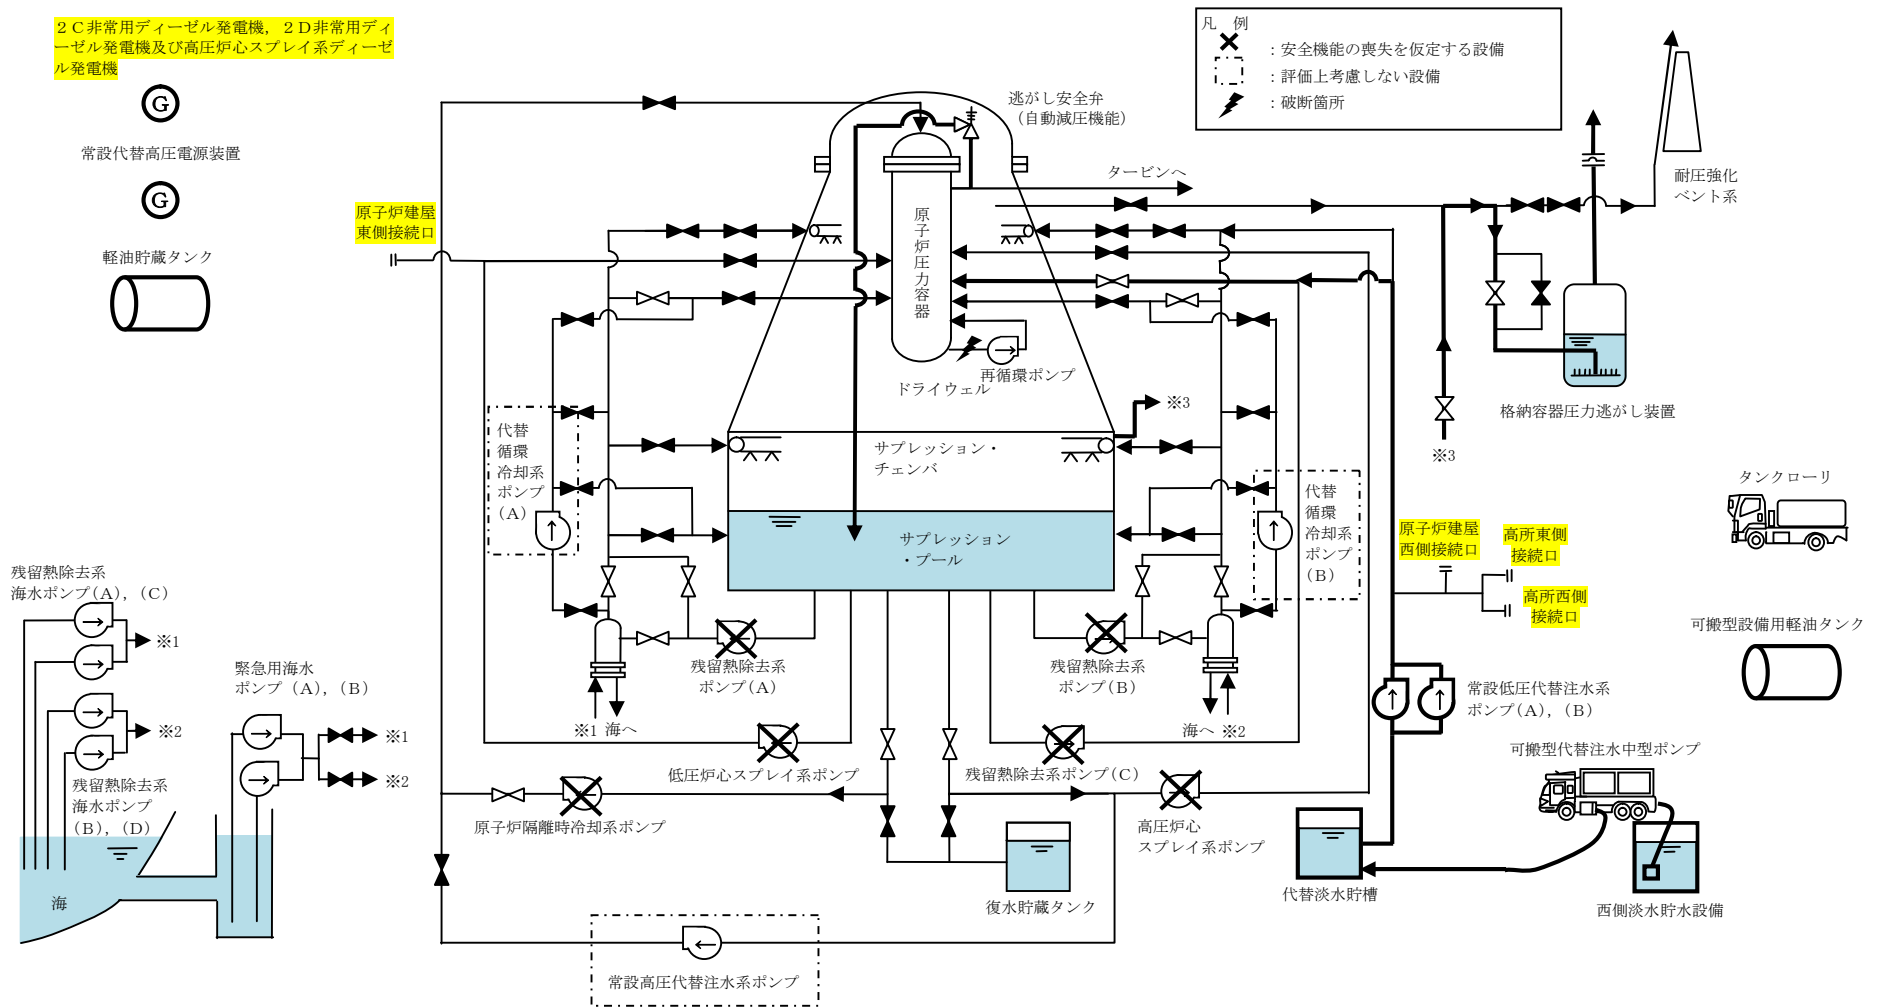 ２Ｃ非常用ディーゼル発電機，２Ｄ非常用ディ
ーゼル発電機及び高圧炉心スプレイ系ディーゼ
ル発電機
G
常設代替高圧電源装置
G
軽油貯蔵タンク
原子炉建屋
東側接続口
凡　例
：安全機能の喪失を仮定する設備
：評価上考慮しない設備
：破断箇所
逃がし安全弁
（自動減圧機能）
タービンへ
耐圧強化
ベント系
原子炉圧力容器
再循環ポンプ
ドライウェル
※3
格納容器圧力逃がし装置
※3
代替
循環
冷却系
ポンプ
（A）
サプレッション・
チェンバ
サプレッション
・プール
代替
循環
冷却系
ポンプ
（B）
タンクローリ
原子炉建屋
西側接続口
高所東側
接続口
高所西側
接続口
可搬型設備用軽油タンク
残留熱除去系
海水ポンプ(A)，(C)
※1
※2
残留熱除去系
海水ポンプ
(B)，(D)
緊急用海水
ポンプ（A），（B）
※1
※2
海
残留熱除去系
ポンプ(A)
※1 海へ
残留熱除去系
ポンプ(B)
海へ ※2
低圧炉心スプレイ系ポンプ
残留熱除去系ポンプ(C)
原子炉隔離時冷却系ポンプ
高圧炉心
スプレイ系ポンプ
復水貯蔵タンク
常設高圧代替注水系ポンプ
常設低圧代替注水系
ポンプ(A)，（B）
可搬型代替注水中型ポンプ
代替淡水貯槽
西側淡水貯水設備